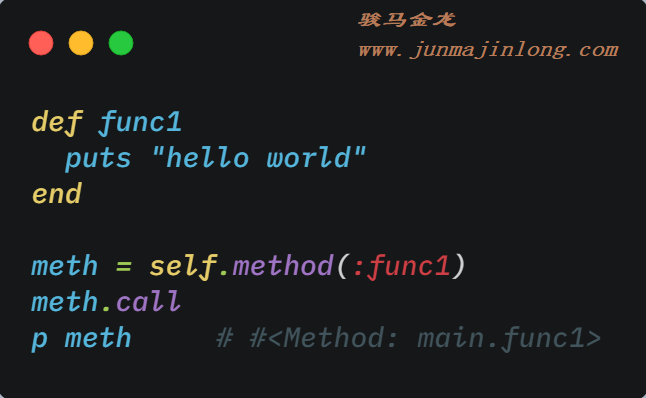 骏马金龙
www.junmajinlong.com
def func1
  puts "hello world"
end
meth = self.method(:func1)
meth.call
p meth     # #<Method: main.func1>